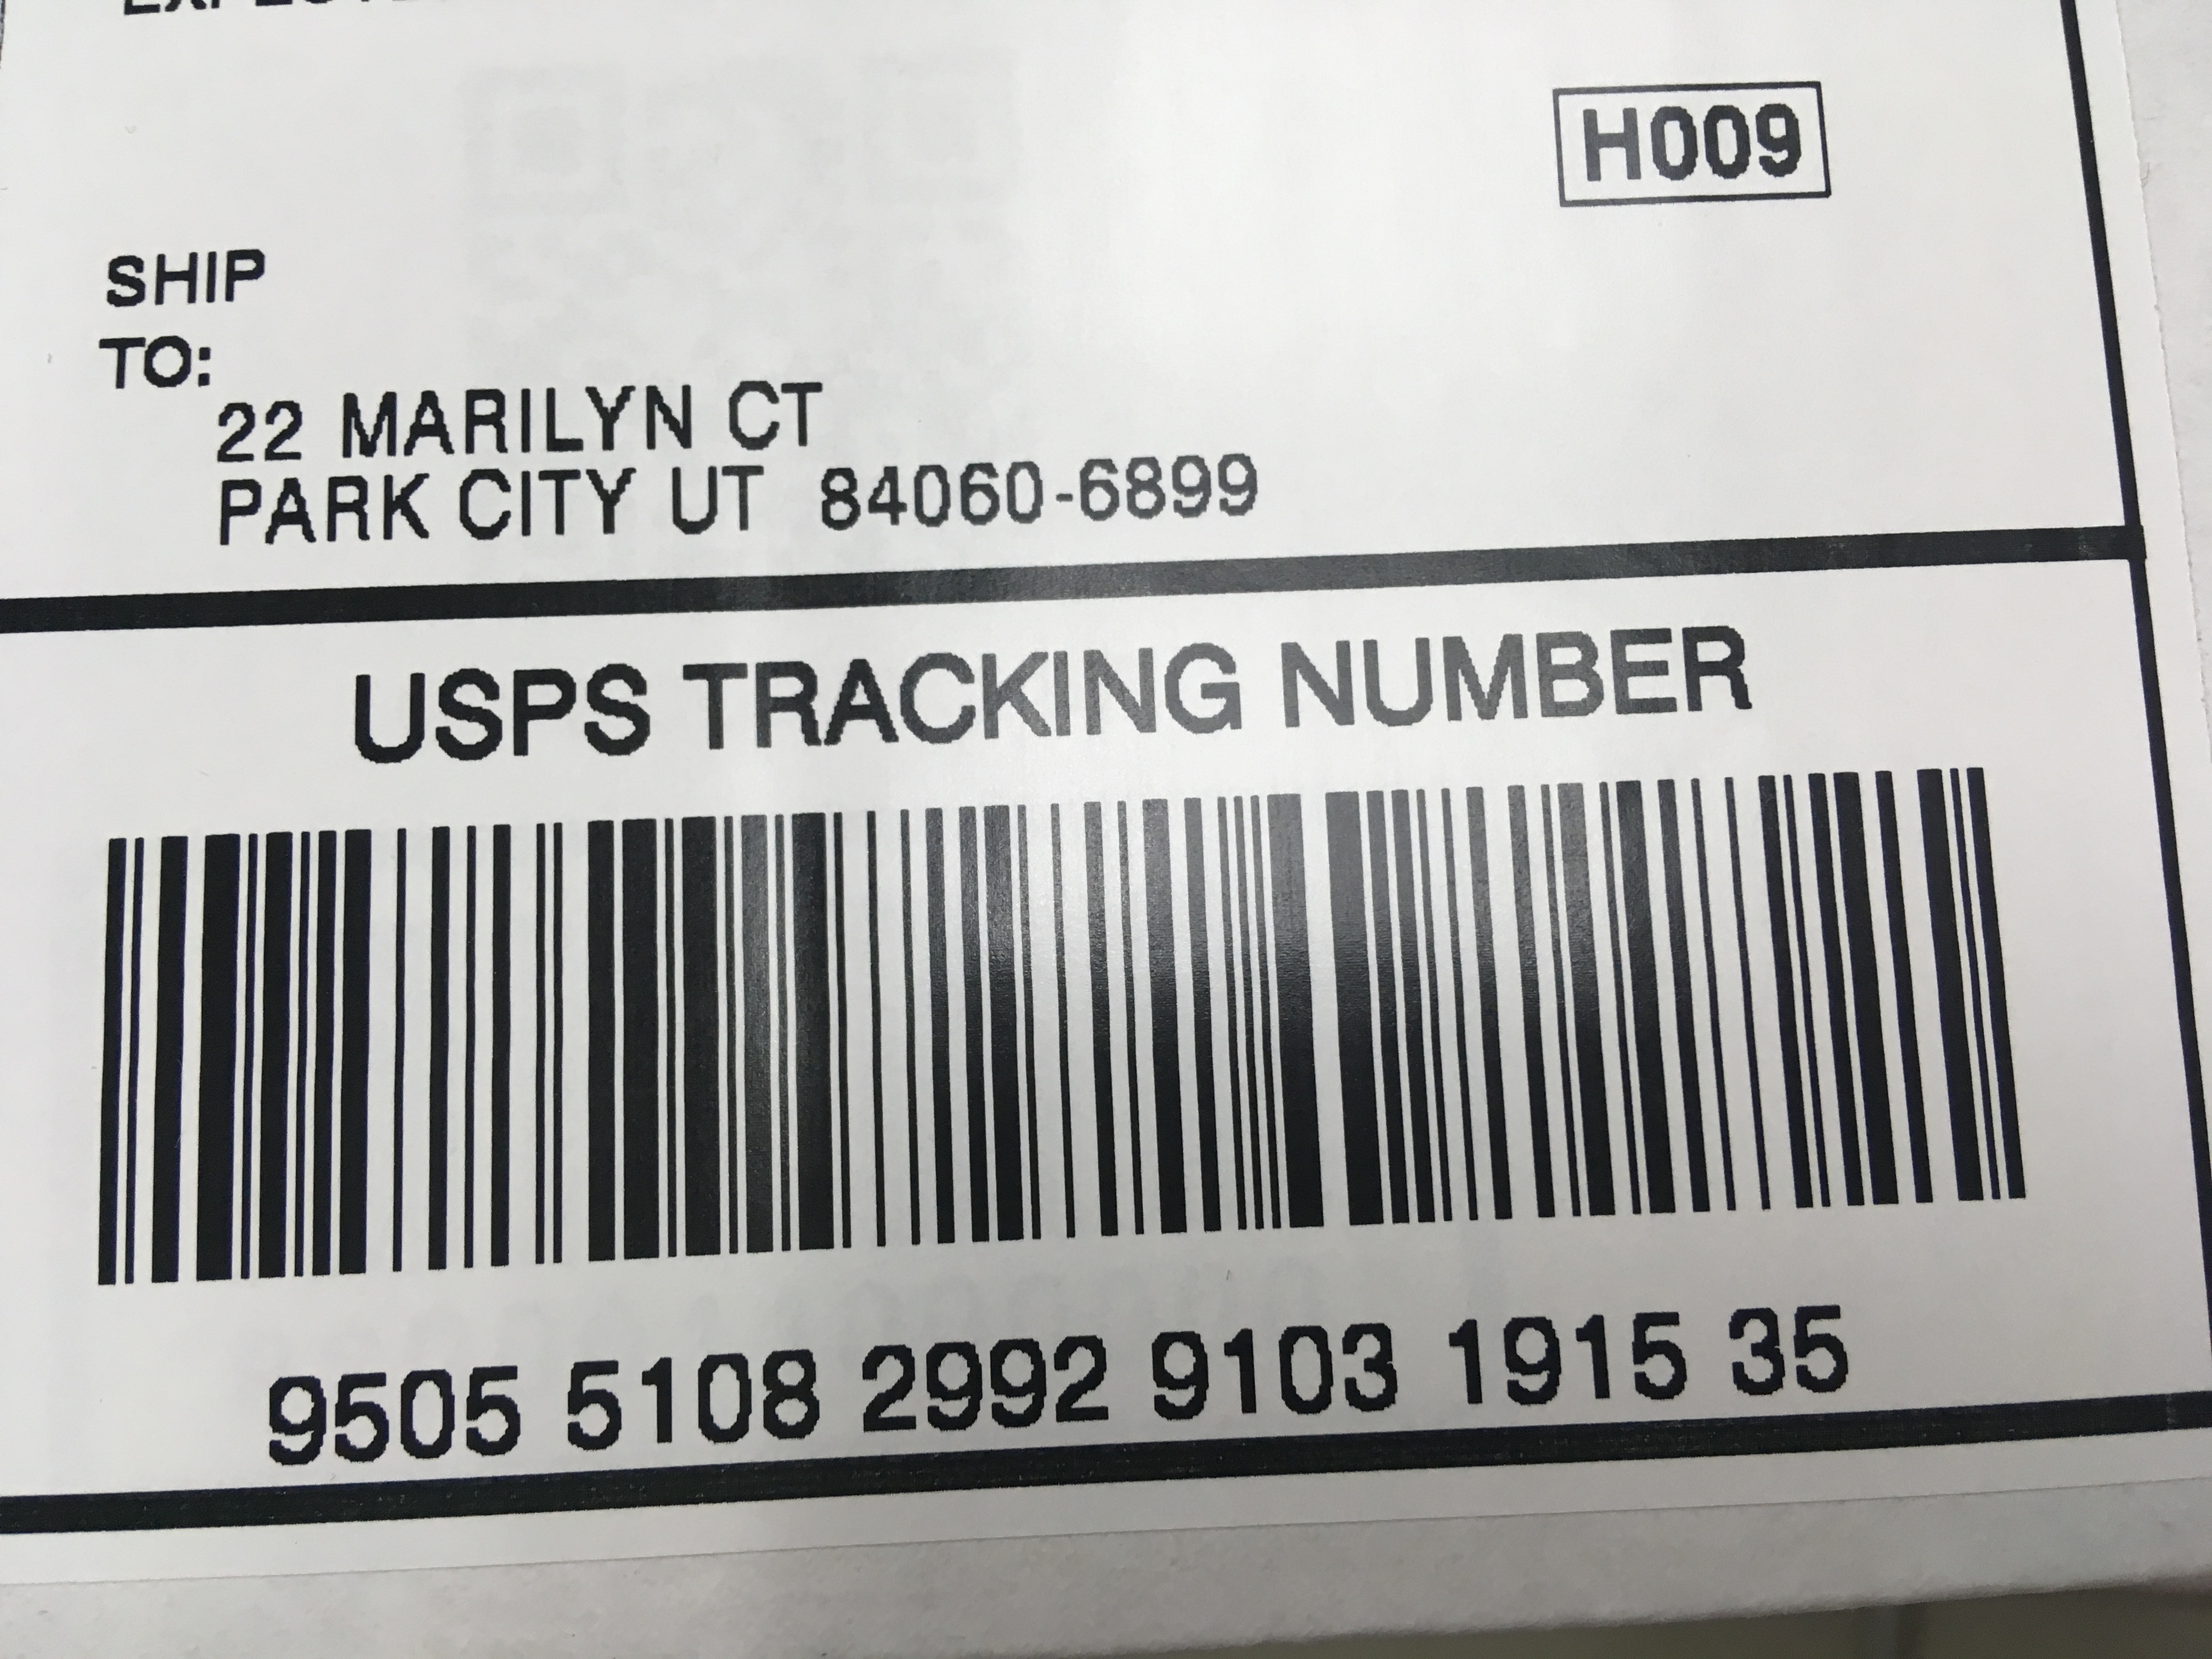 H009
SHIP
TO:
22 MARILYN CT
PARK CITY UT 84060-6899
USPS TRACKING NUMBER
9505 5108 2992 9103 1915 35